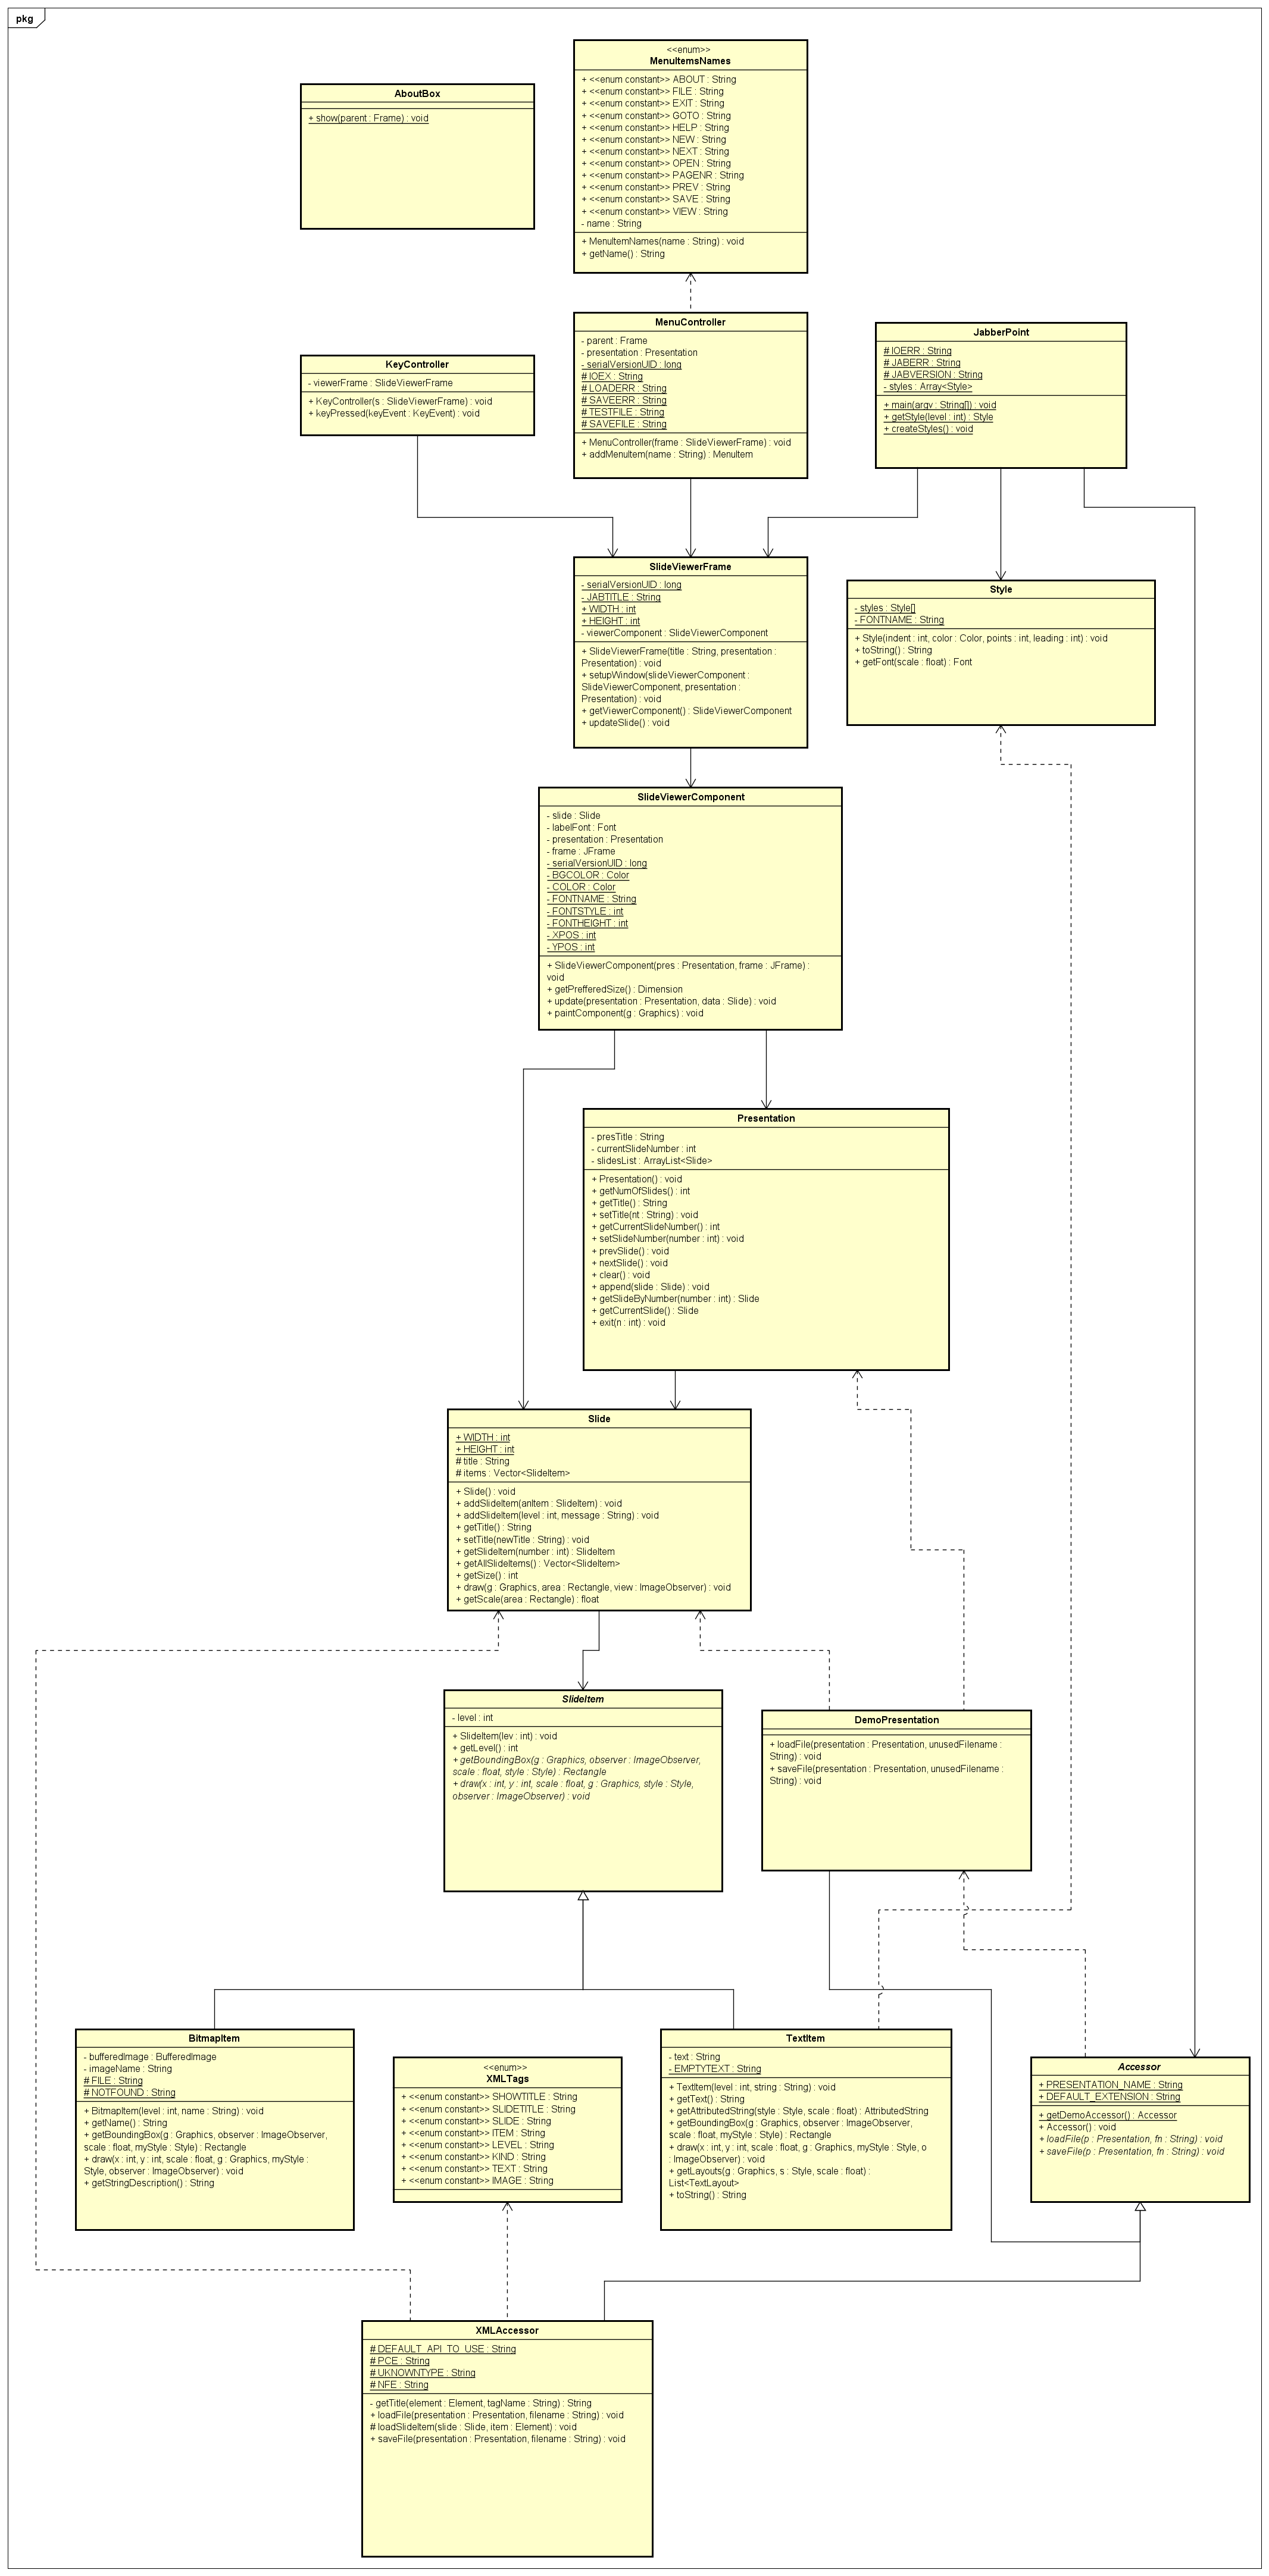 pkg
<<enum>>
MenuItemsNames
+ <<enum constant>> ABOUT : String
+ <<enum constant>> FILE : String
+ <<enum constant>> EXIT : String
+ <<enum constant>> GOTO : String
+ <<enum constant>> HELP : String
+ <<enum constant>> NEW : String
+ <<enum constant>> NEXT : String
+ <<enum constant>> OPEN : String
+ <<enum constant>> PAGENR : String
+ <<enum constant>> PREV : String
+ <<enum constant>> SAVE : String
+ <<enum constant>> VIEW : String
- name : String
+ MenuItemNames(name : String) : void
+ getName() : String
AboutBox
+ show(parent : Frame) : void
MenuController
- parent : Frame
- presentation : Presentation
- serialVersionUID : long
# IOEX : String
# LOADERR : String
# SAVEERR : String
# TESTFILE : String
# SAVEFILE : String
+ MenuController(frame : SlideViewerFrame) : void
+ addMenuItem(name : String) : MenuItem
JabberPoint
# IOERR : String
# JABERR : String
# JABVERSION : String
- styles : Array<Style>
+ main(argv : String[]) : void
+ getStyle(level : int) : Style
+ createStyles() : void
KeyController
- viewerFrame : SlideViewerFrame
+ KeyController(s : SlideViewerFrame) : void
+ keyPressed(keyEvent : KeyEvent) : void
SlideViewerFrame
- serialVersionUID : long
- JABTITLE : String
+ WIDTH : int
+ HEIGHT : int
- viewerComponent : SlideViewerComponent
+ SlideViewerFrame(title : String, presentation :
Presentation) : void
+ setupWindow(slideViewerComponent :
SlideViewerComponent, presentation :
Presentation) : void
+ getViewerComponent() : SlideViewerComponent
+ updateSlide() : void
Style
- styles : Style[]
- FONTNAME : String
+ Style(indent : int, color : Color, points : int, leading : int) : void
+ toString() : String
+ getFont(scale : float) : Font
SlideViewerComponent
- slide : Slide
- labelFont : Font
- presentation : Presentation
- frame : JFrame
- serialVersionUID : long
- BGCOLOR : Color
- COLOR : Color
- FONTNAME : String
- FONTSTYLE : int
- FONTHEIGHT : int
- XPOS : int
- YPOS : int
+ SlideViewerComponent(pres : Presentation, frame : JFrame) :
void
+ getPrefferedSize() : Dimension
+ update(presentation : Presentation, data : Slide) : void
+ paintComponent(g : Graphics) : void
Presentation
- presTitle : String
- currentSlideNumber : int
- slidesList : ArrayList<Slide>
+ Presentation() : void
+ getNumOfSlides() : int
+ getTitle() : String
+ setTitle(nt : String) : void
+ getCurrentSlideNumber() : int
+ setSlideNumber(number : int) : void
+ prevSlide() : void
+ nextSlide() : void
+ clear() : void
+ append(slide : Slide) : void
+ getSlideByNumber(number : int) : Slide
+ getCurrentSlide() : Slide
+ exit(n : int) : void
Slide
+ WIDTH : int
+ HEIGHT : int
# title : String
# items : Vector<SlideItem>
+ Slide() : void
+ addSlideItem(anItem : SlideItem) : void
+ addSlideItem(level : int, message : String) : void
+ getTitle() : String
+ setTitle(newTitle : String) : void
+ getSlideItem(number : int) : SlideItem
+ getAllSlideItems() : Vector<SlideItem>
+ getSize() : int
+ draw(g : Graphics, area : Rectangle, view : ImageObserver) : void
+ getScale(area : Rectangle) : float
SlideItem
- level : int
+ SlideItem(lev : int) : void
+ getLevel() : int
+ getBoundingBox(g : Graphics, observer : ImageObserver,
scale : float, style : Style) : Rectangle
+ draw(x : int, y : int, scale : float, g : Graphics, style : Style,
observer : ImageObserver) : void
DemoPresentation
+ loadFile(presentation : Presentation, unusedFilename :
String) : void
+ saveFile(presentation : Presentation, unusedFilename :
String) : void
BitmapItem
- bufferedImage : BufferedImage
- imageName : String
# FILE : String
# NOTFOUND : String
+ BitmapItem(level : int, name : String) : void
+ getName() : String
+ getBoundingBox(g : Graphics, observer : ImageObserver,
scale : float, myStyle : Style) : Rectangle
+ draw(x : int, y : int, scale : float, g : Graphics, myStyle :
Style, observer : ImageObserver) : void
+ getStringDescription() : String
<<enum>>
XMLTags
+ <<enum constant>> SHOWTITLE : String
+ <<enum constant>> SLIDETITLE : String
+ <<enum constant>> SLIDE : String
+ <<enum constant>> ITEM : String
+ <<enum constant>> LEVEL : String
+ <<enum constant>> KIND : String
+ <<enum constant>> TEXT : String
+ <<enum constant>> IMAGE : String
TextItem
- text : String
- EMPTYTEXT : String
+ TextItem(level : int, string : String) : void
+ getText() : String
+ getAttributedString(style : Style, scale : float) : AttributedString
+ getBoundingBox(g : Graphics, observer : ImageObserver,
scale : float, myStyle : Style) : Rectangle
+ draw(x : int, y : int, scale : float, g : Graphics, myStyle : Style, o
: ImageObserver) : void
+ getLayouts(g : Graphics, s : Style, scale : float) :
List<TextLayout>
+ toString() : String
Accessor
+ PRESENTATION_NAME : String
+ DEFAULT_EXTENSION : String
+ getDemoAccessor() : Accessor
+ Accessor() : void
+ loadFile(p : Presentation, fn : String) : void
+ saveFile(p : Presentation, fn : String) : void
XMLAccessor
# DEFAULT_API_TO_USE : String
# PCE : String
# UKNOWNTYPE : String
# NFE : String
- getTitle(element : Element, tagName : String) : String
+ loadFile(presentation : Presentation, filename : String) : void
# loadSlideItem(slide : Slide, item : Element) : void
+ saveFile(presentation : Presentation, filename : String) : void